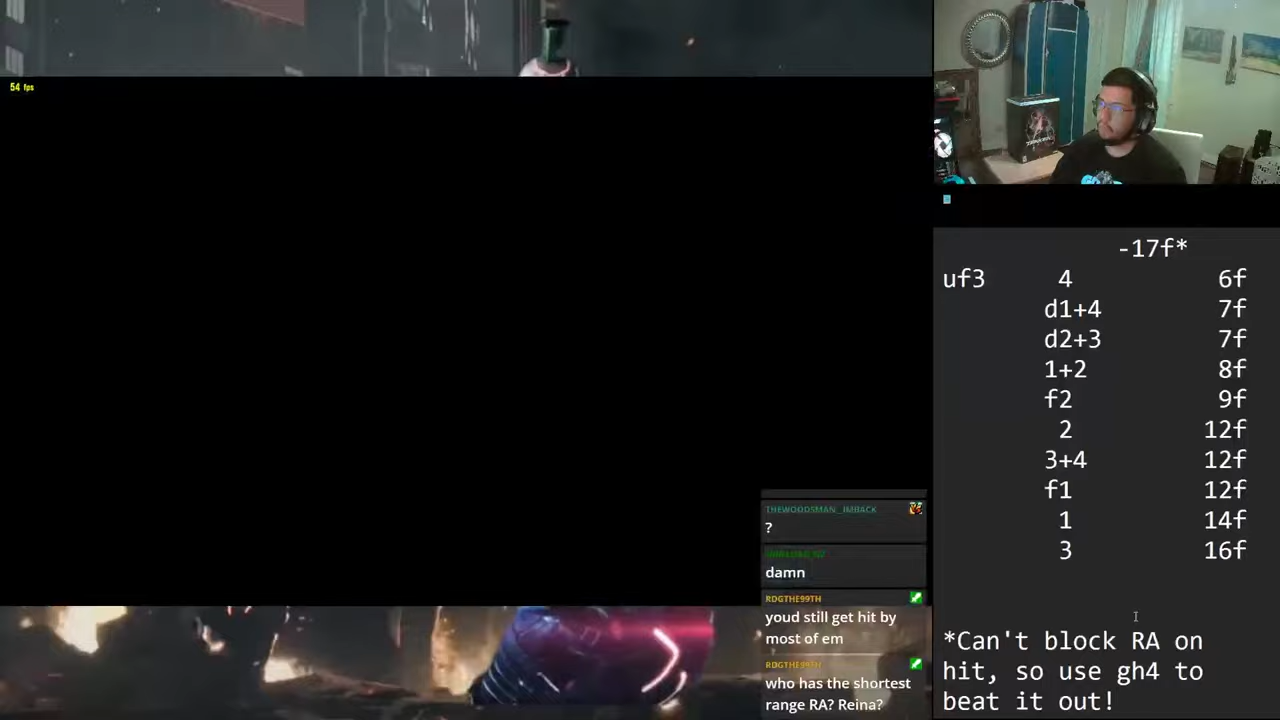 54 fps
-17f*
uf3 4 6f
d1+4 7f
d2+3 7f
1+2 8f
f2 9f
2 12f
3+4 12f
f1 12f
1 14f
3 16f
*Can't block RA on
hit, so use gh4 to
beat it out!
THEWOODSMAN_IMBACK
?
damn
RDGTHE99TH
youd still get hit by
most of em
RDGTHE99TH
who has the shortest
range RA? Reina?